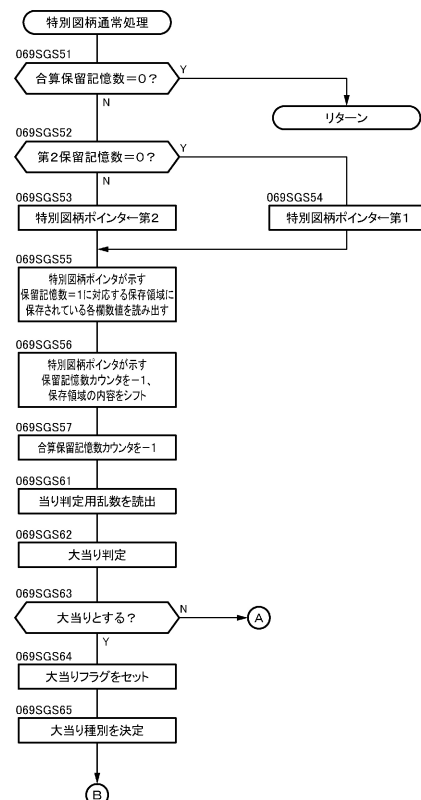 特別図柄通常処理
069SGS51
合算保留記憶数=0?
Y
N
リターン
069SGS52
第2保留記憶数=0?
Y
N
069SGS53
特別図柄ポインタ←第2
069SGS54
特別図柄ポインタ←第1
069SGS55
特別図柄ポインタが示す
保留記憶数=1に対応する保存領域に
保存されている各欄数値を読み出す
069SGS56
特別図柄ポインタが示す
保留記憶数カウンタを-1、
保存領域の内容をシフト
069SGS57
合算保留記憶数カウンタを-1
069SGS61
当り判定用乱数を読出
069SGS62
大当り判定
069SGS63
大当りとする?
N
A
Y
069SGS64
大当りフラグをセット
069SGS65
大当り種別を決定
B